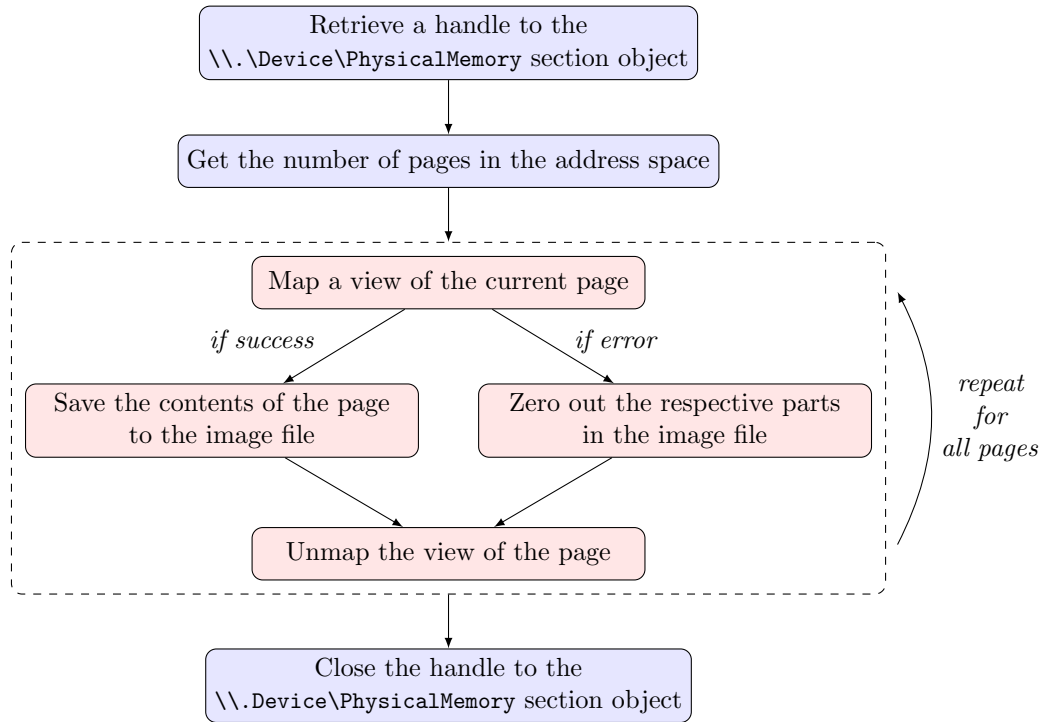 Retrieve a handle to the
\\.\Device\PhysicalMemory section object
Get the number of pages in the address space
Map a view of the current page
if success
if error
Save the contents of the page
to the image file
Zero out the respective parts
in the image file
repeat
for
all pages
Unmap the view of the page
Close the handle to the
\\.Device\PhysicalMemory section object